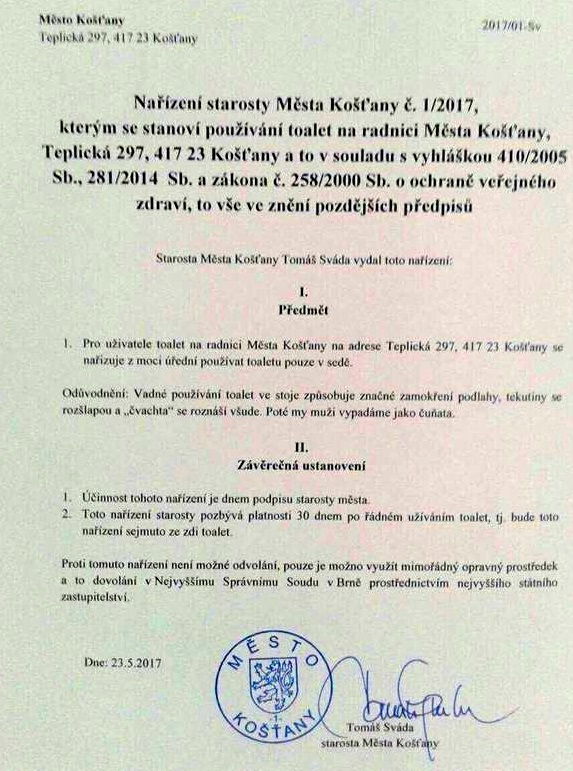 Město Košťany
2017/01-Sv
Teplická 297, 417 23 Košťany
Nařízení starosty Města Košťany č. 1/2017,
kterým se stanoví používání toalet na radnici Města Košťany,
Teplická 297, 417 23 Košťany a to v souladu s vyhláškou 410/2005
Sb., 281/2014 Sb. a zákona č. 258/2000 Sb. o ochraně veřejného
zdraví, to vše ve znění pozdějších předpisů
Starosta Města Košťany Tomáš Sváda vydal toto nařízení:
I.
Předmět
1. Pro uživatele toalet na radnici Města Košťany na adrese Teplická 297, 417 23 Košťany se
nařizuje z moci úřední používat toaletu pouze v sedě.
Odůvodnění: Vadné používání toalet ve stoje způsobuje značné zamokření podlahy, tekutiny se
rozšlapou a „čvachta“ se roznáší všude. Poté my muži vypadáme jako čuňata.
II.
Závěrečná ustanovení
1. Účinnost tohoto nařízení je dnem podpisu starosty města.
2. Toto nařízení starosty pozbývá platnosti 30 dnem po řádném užíváním toalet, tj. bude toto
nařízení sejmuto ze zdi toalet.
Proti tomuto nařízení není možné odvolání, pouze je možno využít mimořádný opravný prostředek
a to dovolání v Nejvyššímu Správnímu Soudu v Brně prostřednictvím nejvyššího státního
zastupitelství.
Dne: 23.5.2017
MĚSTO
-1-
KOŠŤANY
Tomáš Sváda
starosta Města Košťany